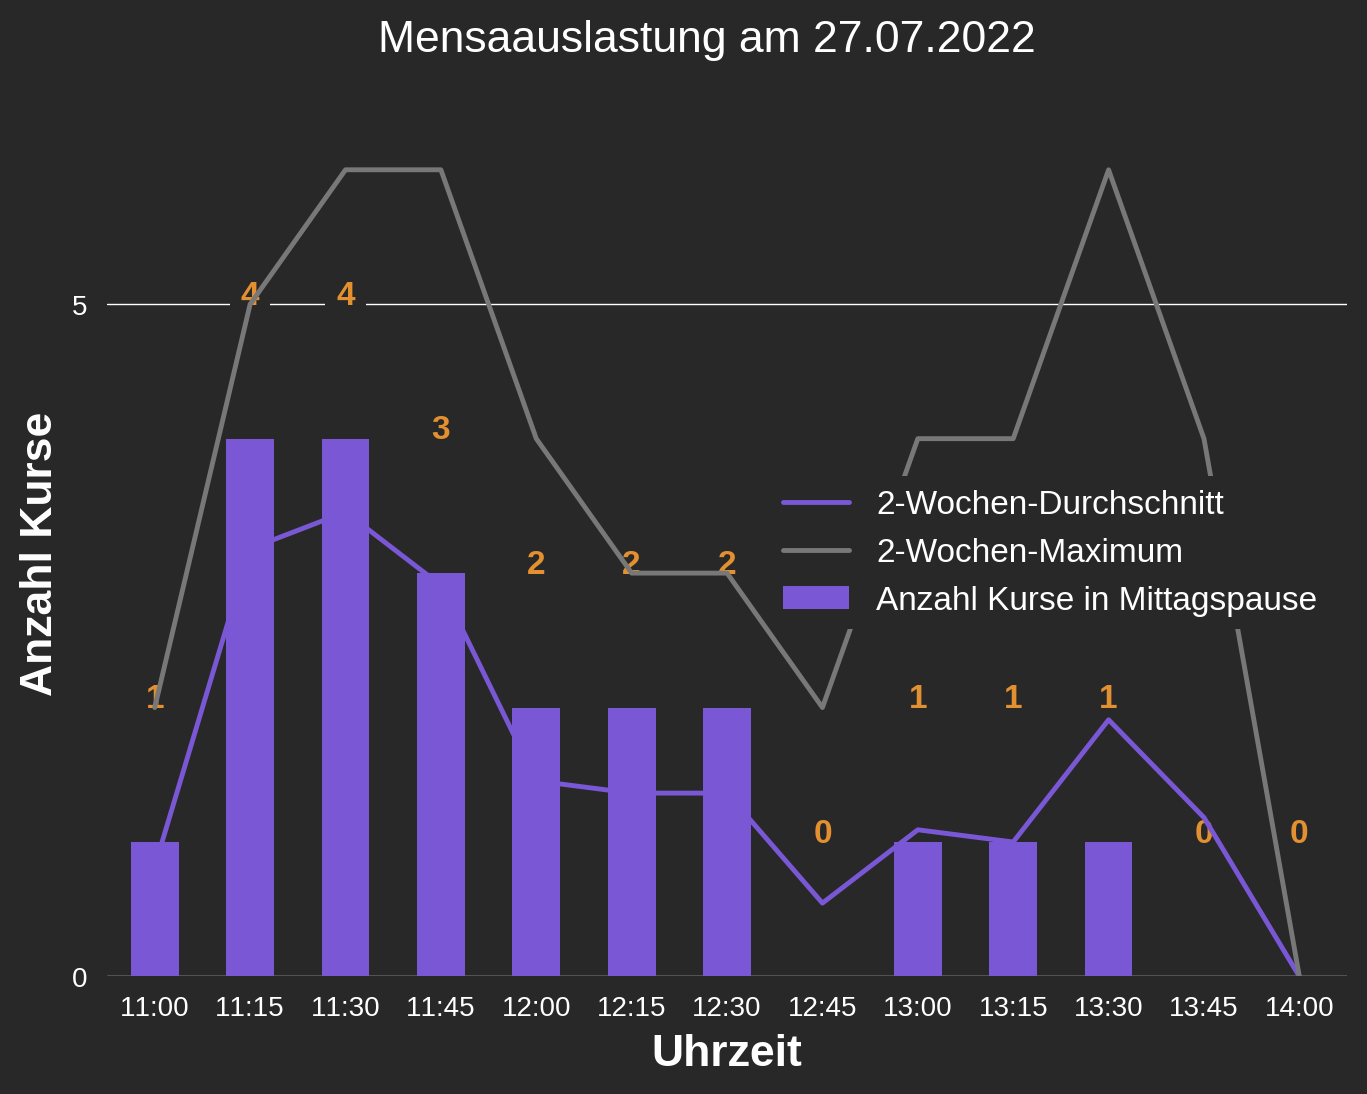 Mensaauslastung am 27.07.2022
4 4
5
3
Anzahl Kurse
2-Wochen-Durchschnitt
2-Wochen-Maximum
2 2 2
Anzahl Kurse in Mittagspause
1 1 1 1
0 0 0
0
11:00 11:15 11:30 11:45 12:00 12:15 12:30 12:45 13:00 13:15 13:30 13:45 14:00
Uhrzeit